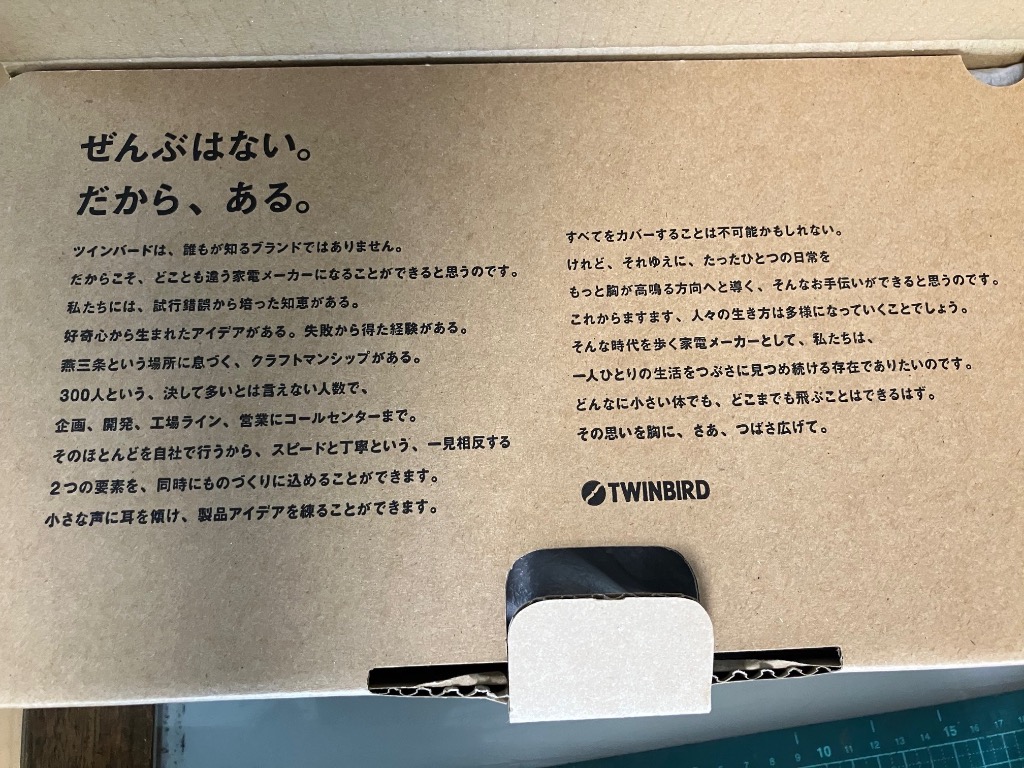 ぜんぶはない。
だから、ある。
ツインバードは、誰もが知るブランドではありません。
だからこそ、どことも違う家電メーカーになることができると思うのです。
私たちには、試行錯誤から培った知恵がある。
好奇心から生まれたアイデアがある。失敗から得た経験がある。
燕三条という場所に息づく、クラフトマンシップがある。
300人という、決して多いとは言えない人数で、
企画、開発、工場ライン、営業にコールセンターまで。
そのほとんどを自社で行うから、スピードと丁寧という、一見相反する
2つの要素を、同時にものづくりに込めることができます。
小さな声に耳を傾け、製品アイデアを練ることができます。
すべてをカバーすることは不可能かもしれない。
けれど、それゆえに、たったひとつの日常を
もっと胸が高鳴る方向へと導く、そんなお手伝いができると思うのです。
これからますます、人々の生き方は多様になっていくことでしょう。
そんな時代を歩く家電メーカーとして、私たちは、
一人ひとりの生活をつぶさに見つめ続ける存在でありたいのです。
どんなに小さい体でも、どこまでも飛ぶことはできるはず。
その思いを胸に、さあ、つばさ広げて。
TWINBIRD
9 10 11 12 13 14 15 16 17